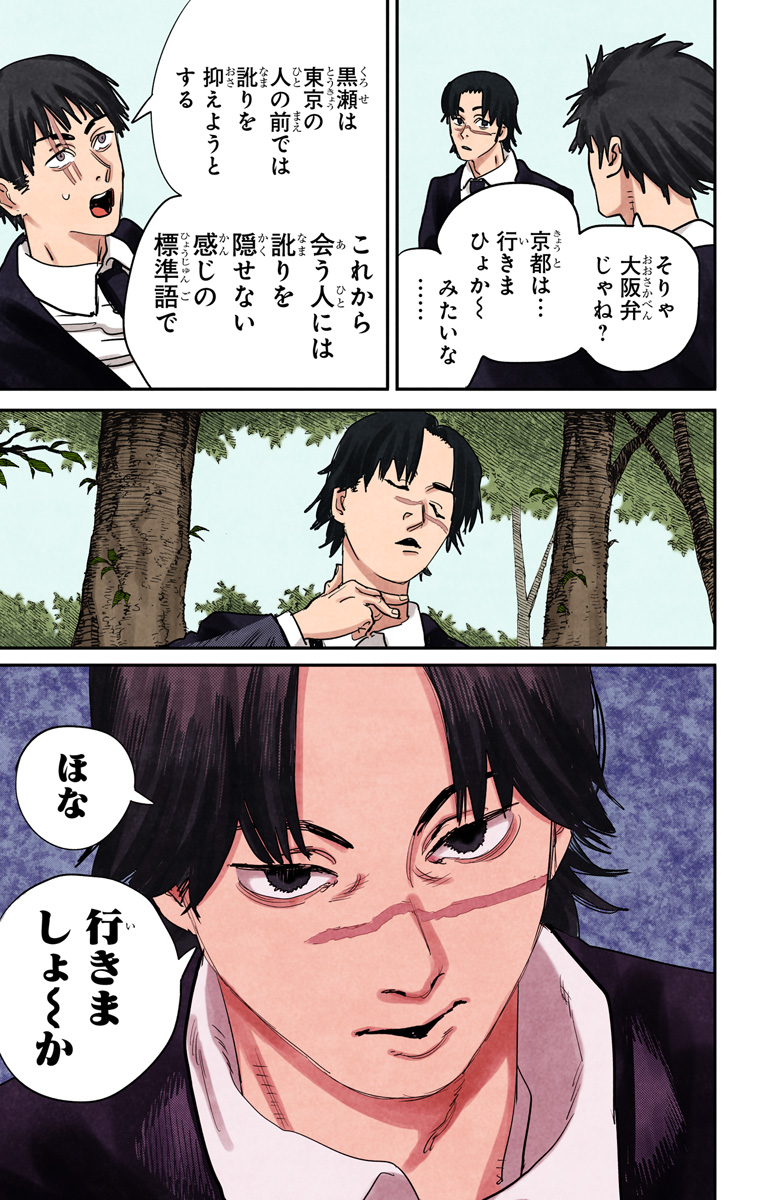 そりゃ
大阪弁
じゃね?
京都は…
行きま
ひょか〜
みたいな
……
黒瀬は
東京の
人の前では
訛りを
抑えようと
する
これから
会う人には
訛りを
隠せない
感じの
標準語で
ほな
行きま
しょ〜か